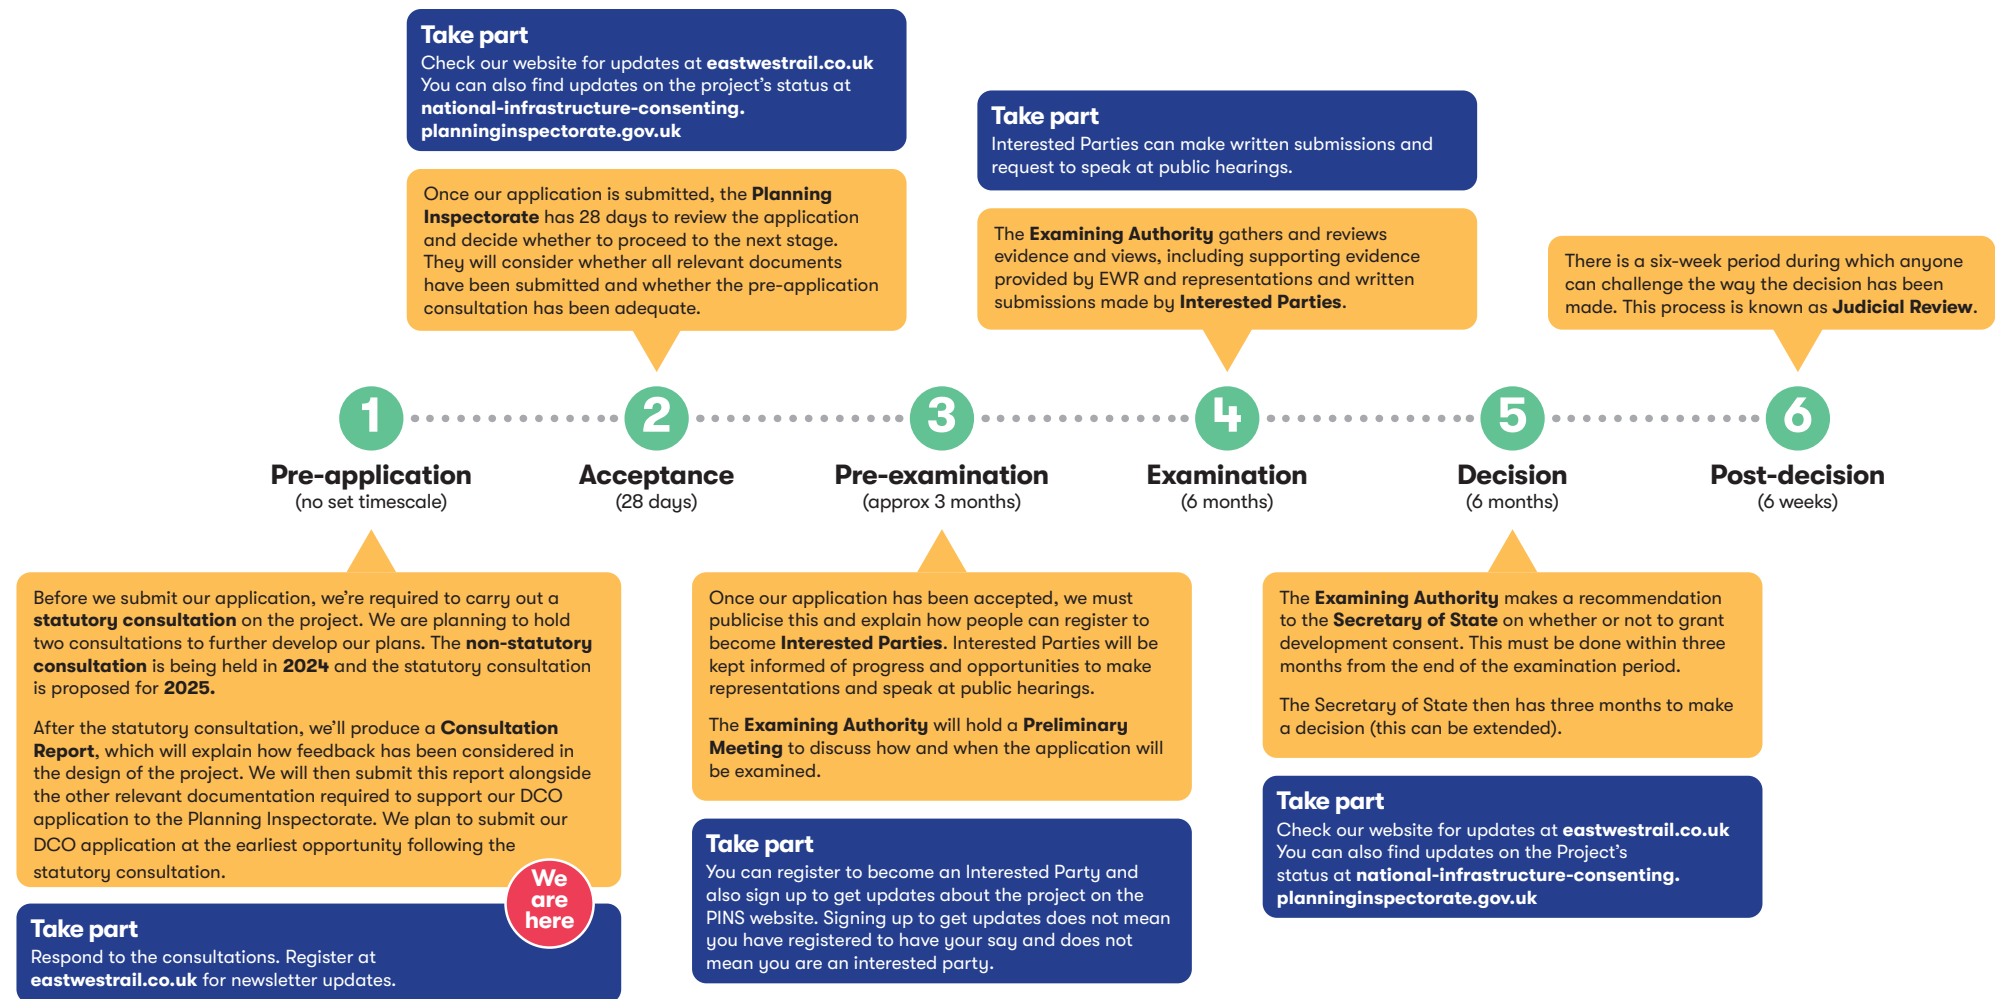 Take part
Check our website for updates at eastwestrail.co.uk
You can also find updates on the project's status at
national-infrastructure-consenting.
planninginspectorate.gov.uk
Once our application is submitted, the Planning
Inspectorate has 28 days to review the application
and decide whether to proceed to the next stage.
They will consider whether all relevant documents
have been submitted and whether the pre-application
consultation has been adequate.
Take part
Interested Parties can make written submissions and
request to speak at public hearings.
The Examining Authority gathers and reviews
evidence and views, including supporting evidence
provided by EWR and representations and written
submissions made by Interested Parties.
There is a six-week period during which anyone
can challenge the way the decision has been
made. This process is known as Judicial Review.
1
Pre-application
(no set timescale)
2
Acceptance
(28 days)
3
Pre-examination
(approx 3 months)
4
Examination
(6 months)
5
Decision
(6 months)
6
Post-decision
(6 weeks)
Before we submit our application, we're required to carry out a
statutory consultation on the project. We are planning to hold
two consultations to further develop our plans. The non-statutory
consultation is being held in 2024 and the statutory consultation
is proposed for 2025.
After the statutory consultation, we'll produce a Consultation
Report, which will explain how feedback has been considered in
the design of the project. We will then submit this report alongside
the other relevant documentation required to support our DCO
application to the Planning Inspectorate. We plan to submit our
DCO application at the earliest opportunity following the
statutory consultation.
We
are
here
Take part
Respond to the consultations. Register at
eastwestrail.co.uk for newsletter updates.
Once our application has been accepted, we must
publicise this and explain how people can register to
become Interested Parties. Interested Parties will be
kept informed of progress and opportunities to make
representations and speak at public hearings.
The Examining Authority will hold a Preliminary
Meeting to discuss how and when the application will
be examined.
Take part
You can register to become an Interested Party and
also sign up to get updates about the project on the
PINS website. Signing up to get updates does not mean
you have registered to have your say and does not
mean you are an interested party.
The Examining Authority makes a recommendation
to the Secretary of State on whether or not to grant
development consent. This must be done within three
months from the end of the examination period.
The Secretary of State then has three months to make
a decision (this can be extended).
Take part
Check our website for updates at eastwestrail.co.uk
You can also find updates on the Project's
status at national-infrastructure-consenting.
planninginspectorate.gov.uk